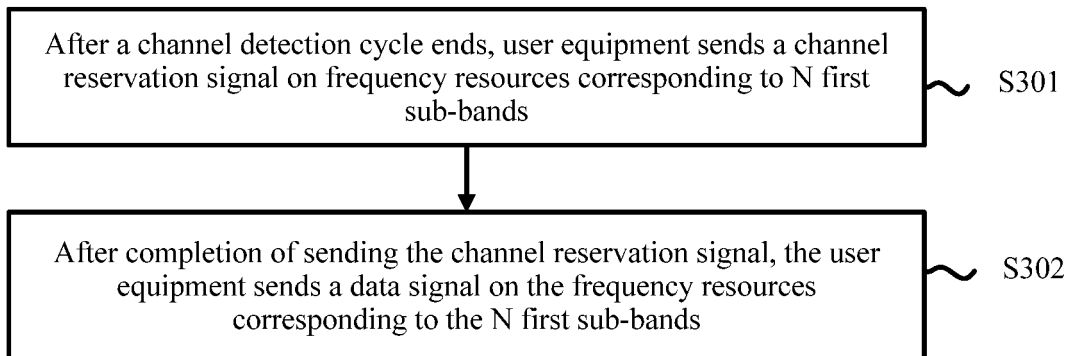 After a channel detection cycle ends, user equipment sends a channel
reservation signal on frequency resources corresponding to N first
sub-bands
S301
After completion of sending the channel reservation signal, the user
equipment sends a data signal on the frequency resources
corresponding to the N first sub-bands
S302